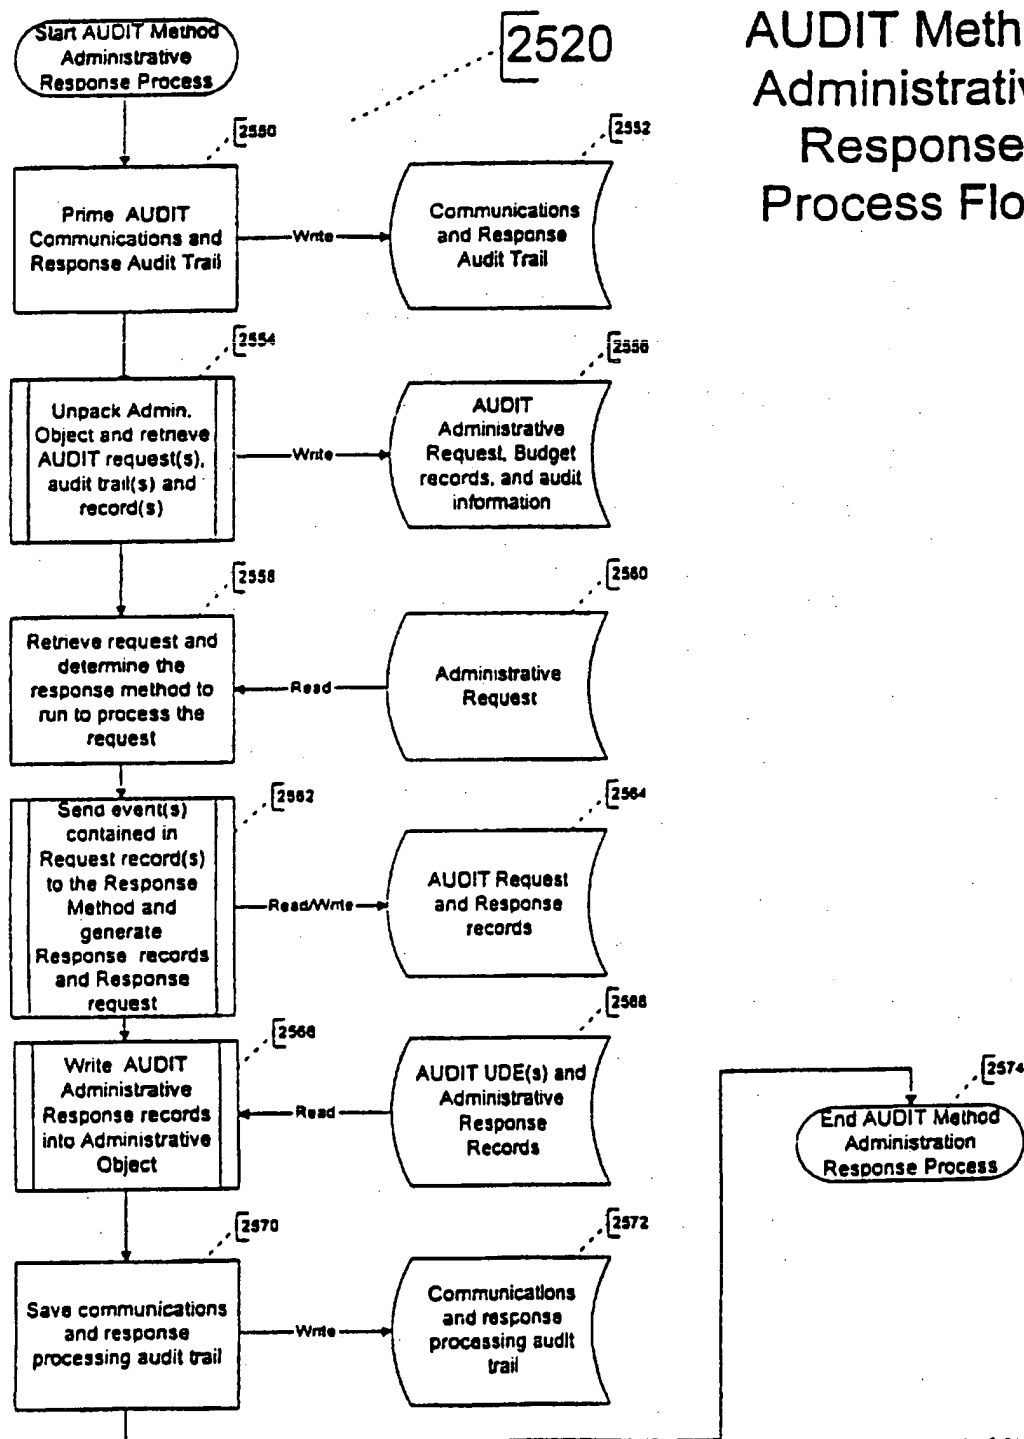 Start AUDIT Method
Administrative
Response Process
2520
AUDIT Meth
Administrativ
Response
Process Flo
2550
2552
Prime AUDIT
Communications and
Response Audit Trail
Write
Communications
and Response
Audit Trail
2554
2556
Unpack Admin.
Object and retrieve
AUDIT request(s),
audit trail(s) and
record(s)
Write
AUDIT
Administrative
Request, Budget
records, and audit
information
2558
2560
Retrieve request and
determine the
response method to
run to process the
request
Read
Administrative
Request
2562
2564
Send event(s)
contained in
Request record(s)
to the Response
Method and
generate
Response records
and Response
request
Read/Write
AUDIT Request
and Response
records
2566
2568
Write AUDIT
Administrative
Response records
into Administrative
Object
Read
AUDIT UDE(s) and
Administrative
Response
Records
2574
End AUDIT Method
Administration
Response Process
2570
2572
Save communications
and response
processing audit trail
Write
Communications
and response
processing audit
trail